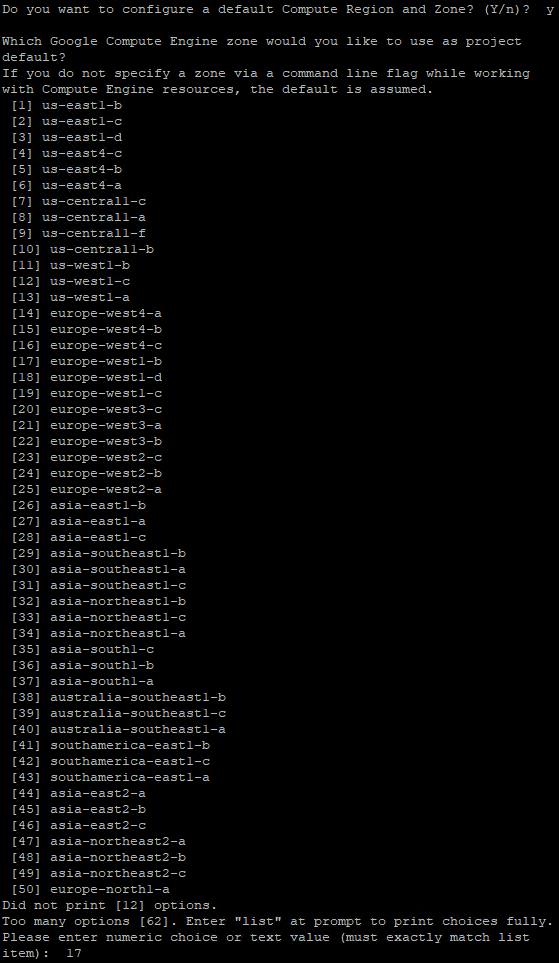 Do you want to configure a default Compute Region and Zone? (Y/n)?  y
Which Google Compute Engine zone would you like to use as project
default?
If you do not specify a zone via a command line flag while working
with Compute Engine resources, the default is assumed.
[1] us-east1-b
[2] us-east1-c
[3] us-east1-d
[4] us-east4-c
[5] us-east4-b
[6] us-east4-a
[7] us-central1-c
[8] us-central1-a
[9] us-central1-f
[10] us-central1-b
[11] us-west1-b
[12] us-west1-c
[13] us-west1-a
[14] europe-west4-a
[15] europe-west4-b
[16] europe-west4-c
[17] europe-west1-b
[18] europe-west1-d
[19] europe-west1-c
[20] europe-west3-c
[21] europe-west3-a
[22] europe-west3-b
[23] europe-west2-c
[24] europe-west2-b
[25] europe-west2-a
[26] asia-east1-b
[27] asia-east1-a
[28] asia-east1-c
[29] asia-southeast1-b
[30] asia-southeast1-a
[31] asia-southeast1-c
[32] asia-northeast1-b
[33] asia-northeast1-c
[34] asia-northeast1-a
[35] asia-south1-c
[36] asia-south1-b
[37] asia-south1-a
[38] australia-southeast1-b
[39] australia-southeast1-c
[40] australia-southeast1-a
[41] southamerica-east1-b
[42] southamerica-east1-c
[43] southamerica-east1-a
[44] asia-east2-a
[45] asia-east2-b
[46] asia-east2-c
[47] asia-northeast2-a
[48] asia-northeast2-b
[49] asia-northeast2-c
[50] europe-north1-a
Did not print [12] options.
Too many options [62]. Enter "list" at prompt to print choices fully.
Please enter numeric choice or text value (must exactly match list
item):  17